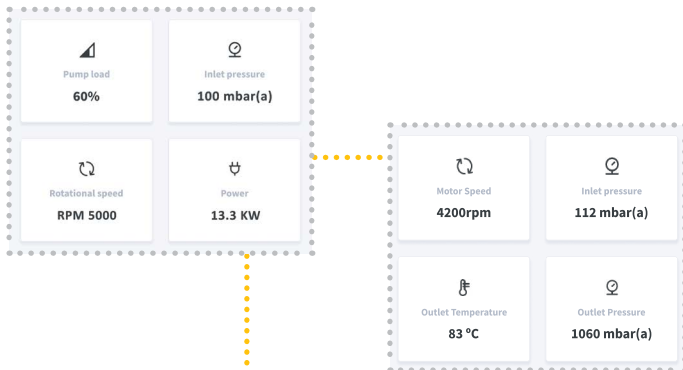 Pump load
60%
Inlet pressure
100 mbar(a)
Rotational speed
RPM 5000
Power
13.3 KW
Motor Speed
4200rpm
Inlet pressure
112 mbar(a)
Outlet Temperature
83 ºC
Outlet Pressure
1060 mbar(a)